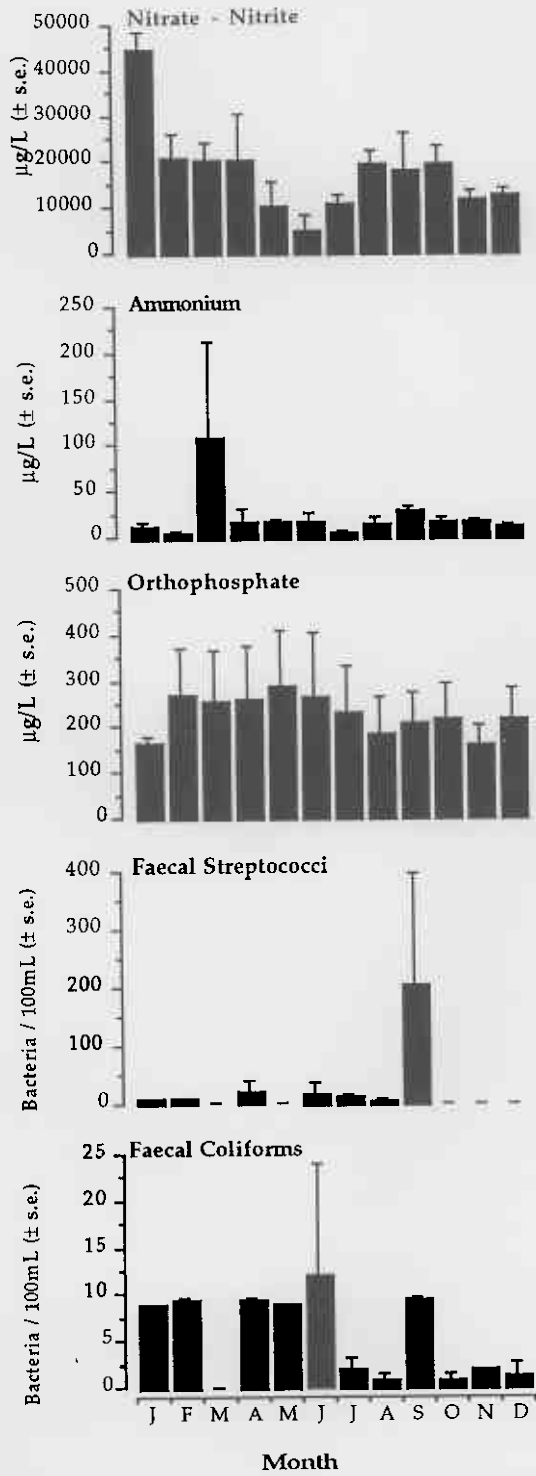 Nitrate - Nitrite
50000
40000
30000
20000
10000
0
µg/L (± s.e.)
Ammonium
250
200
150
100
50
0
µg/L (± s.e.)
Orthophosphate
500
400
300
200
100
0
µg/L (± s.e.)
Faecal Streptococci
400
300
200
100
0
Bacteria / 100mL (± s.e.)
Faecal Coliforms
25
20
15
10
5
0
Bacteria / 100mL (± s.e.)
J F M A M J J A S O N D
Month